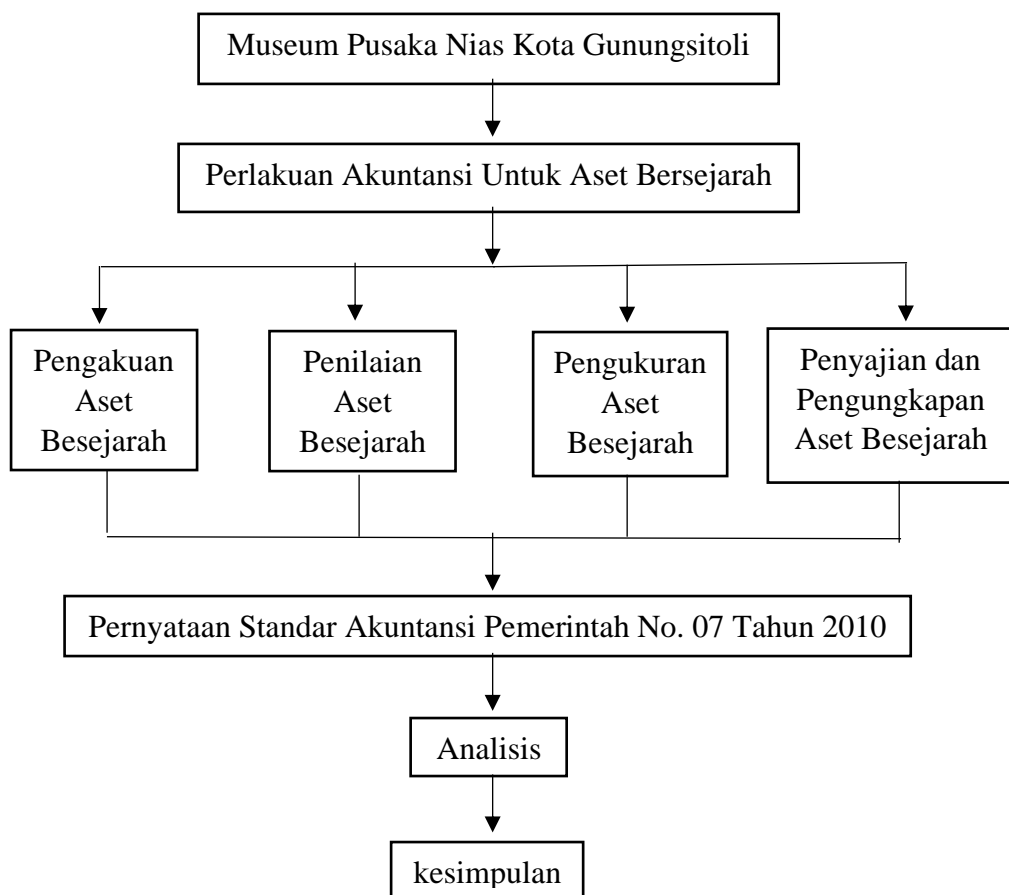 Museum Pusaka Nias Kota Gunungsitoli
Perlakuan Akuntansi Untuk Aset Bersejarah
Pengakuan
Aset
Besejarah
Penilaian
Aset
Besejarah
Pengukuran
Aset
Besejarah
Penyajian dan
Pengungkapan
Aset Besejarah
Pernyataan Standar Akuntansi Pemerintah No. 07 Tahun 2010
Analisis
kesimpulan